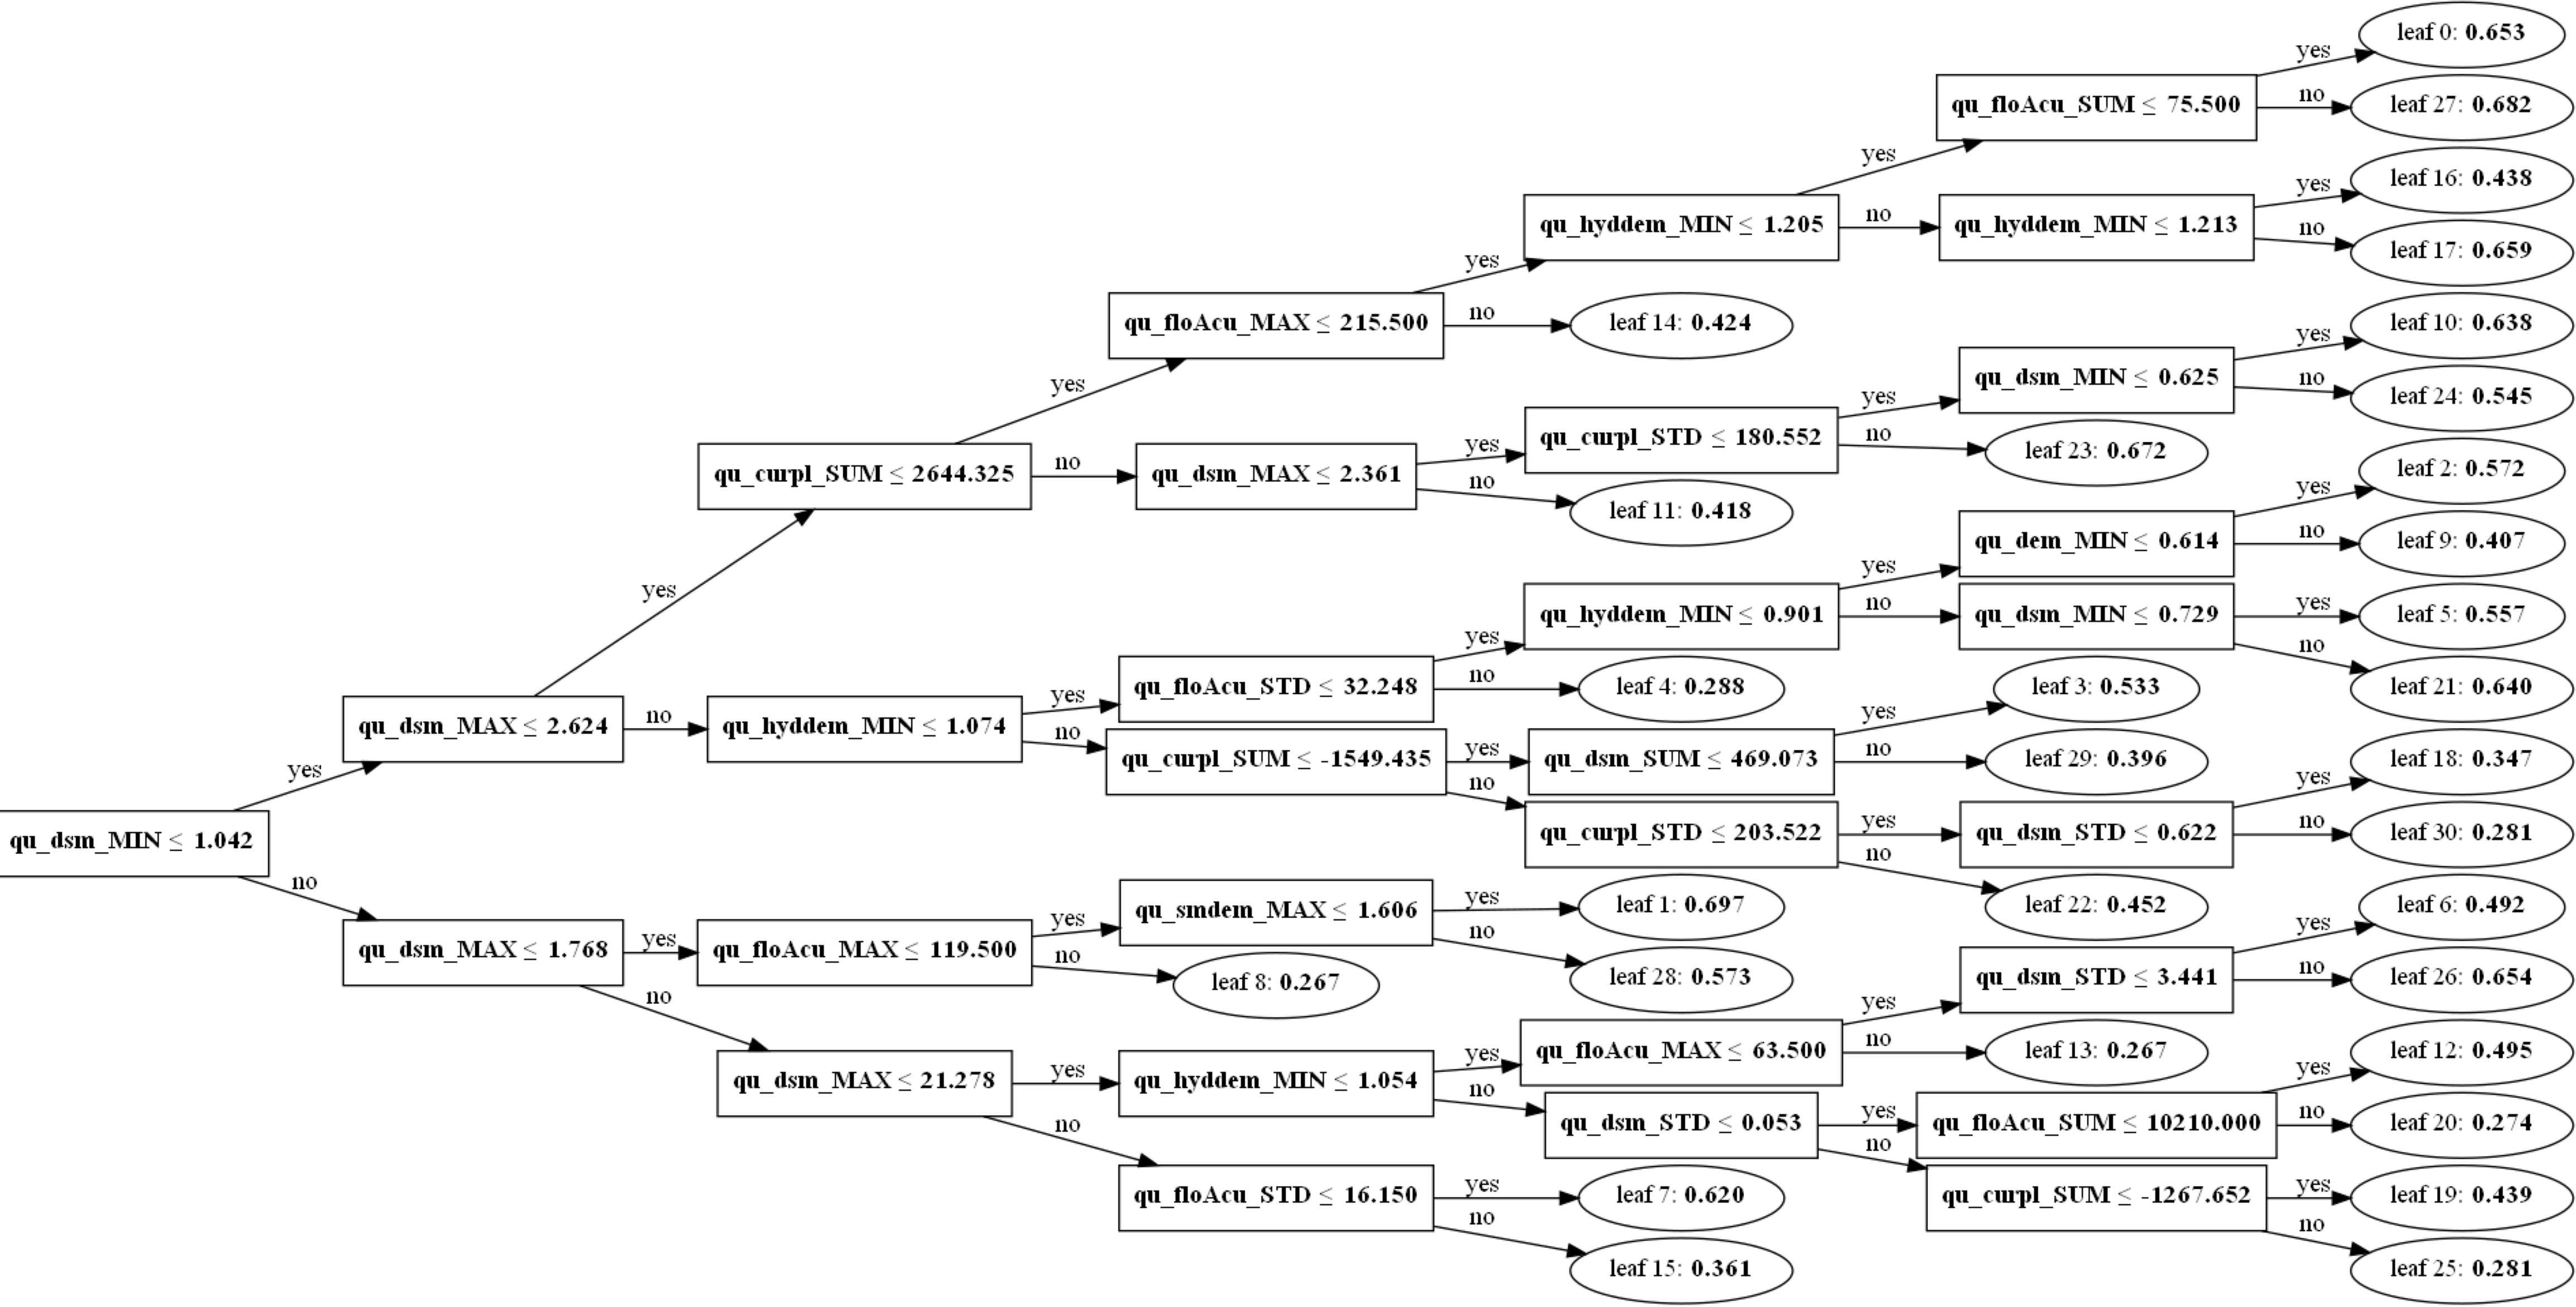 leaf 0: 0.653
yes
qu_floAcu_SUM ≤ 75.500
no
leaf 27: 0.682
yes
leaf 16: 0.438
yes
qu_hyddem_MIN ≤ 1.205
no
qu_hyddem_MIN ≤ 1.213
no
leaf 17: 0.659
yes
qu_floAcu_MAX ≤ 215.500
no
leaf 14: 0.424
yes
leaf 10: 0.638
yes
qu_dsm_MIN ≤ 0.625
no
leaf 24: 0.545
yes
qu_curpl_STD ≤ 180.552
no
leaf 23: 0.672
yes
qu_curpl_SUM ≤ 2644.325
no
qu_dsm_MAX ≤ 2.361
yes
no
leaf 11: 0.418
yes
leaf 2: 0.572
qu_dem_MIN ≤ 0.614
no
leaf 9: 0.407
yes
yes
qu_hyddem_MIN ≤ 0.901
no
qu_dsm_MIN ≤ 0.729
yes
leaf 5: 0.557
no
leaf 21: 0.640
yes
qu_floAcu_STD ≤ 32.248
no
leaf 4: 0.288
yes
leaf 3: 0.533
qu_dsm_MAX ≤ 2.624
no
qu_hyddem_MIN ≤ 1.074
yes
no
qu_curpl_SUM ≤ -1549.435
yes
qu_dsm_SUM ≤ 469.073
yes
no
leaf 29: 0.396
yes
leaf 18: 0.347
yes
no
qu_curpl_STD ≤ 203.522
yes
qu_dsm_STD ≤ 0.622
no
leaf 30: 0.281
qu_dsm_MIN ≤ 1.042
no
no
leaf 22: 0.452
qu_smdem_MAX ≤ 1.606
yes
leaf 1: 0.697
yes
leaf 6: 0.492
qu_dsm_MAX ≤ 1.768
yes
qu_floAcu_MAX ≤ 119.500
yes
no
leaf 8: 0.267
no
leaf 28: 0.573
qu_dsm_STD ≤ 3.441
no
leaf 26: 0.654
no
yes
qu_floAcu_MAX ≤ 63.500
no
leaf 13: 0.267
yes
leaf 12: 0.495
qu_dsm_MAX ≤ 21.278
yes
qu_hyddem_MIN ≤ 1.054
yes
no
qu_dsm_STD ≤ 0.053
yes
qu_floAcu_SUM ≤ 10210.000
no
leaf 20: 0.274
no
no
qu_curpl_SUM ≤ -1267.652
yes
leaf 19: 0.439
qu_floAcu_STD ≤ 16.150
yes
leaf 7: 0.620
no
leaf 15: 0.361
no
leaf 25: 0.281